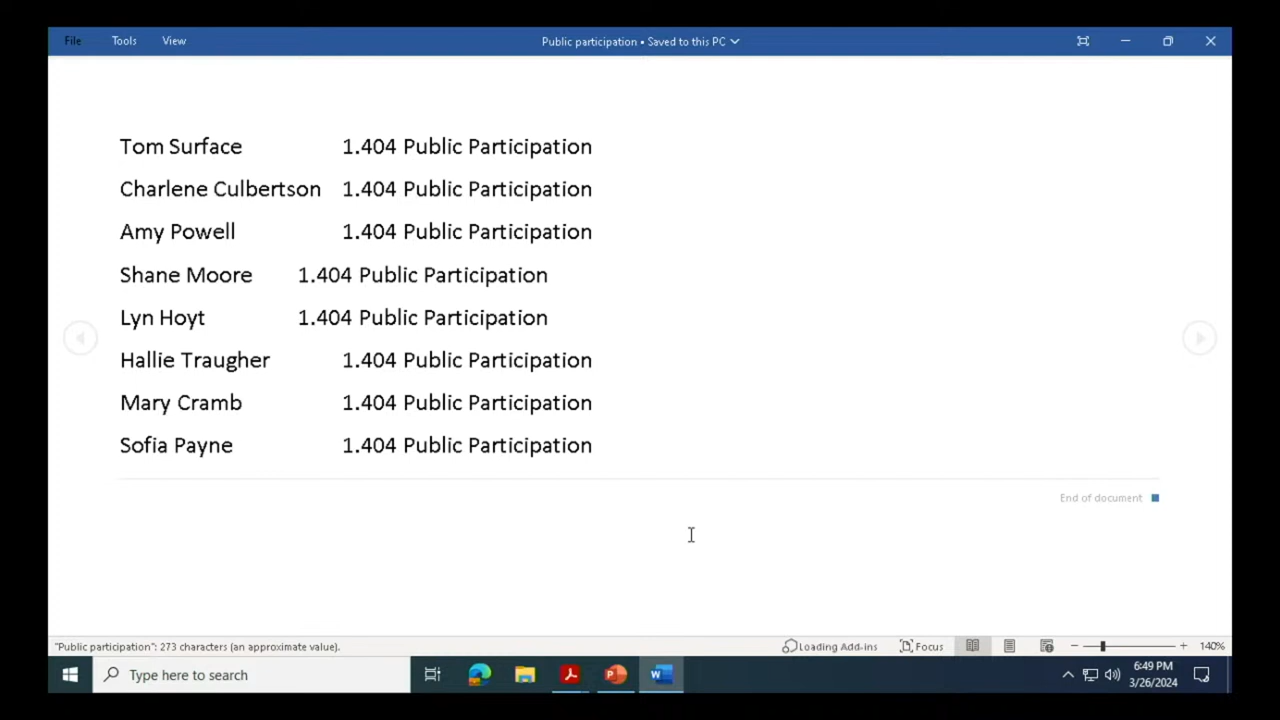 File Tools View Public participation • Saved to this PC
Tom Surface 1.404 Public Participation
Charlene Culbertson 1.404 Public Participation
Amy Powell 1.404 Public Participation
Shane Moore 1.404 Public Participation
Lyn Hoyt 1.404 Public Participation
Hallie Traugher 1.404 Public Participation
Mary Cramb 1.404 Public Participation
Sofia Payne 1.404 Public Participation
End of document
"Public participation": 273 characters (an approximate value). Loading Add-ins Focus 140%
Type here to search 6:49 PM
3/26/2024